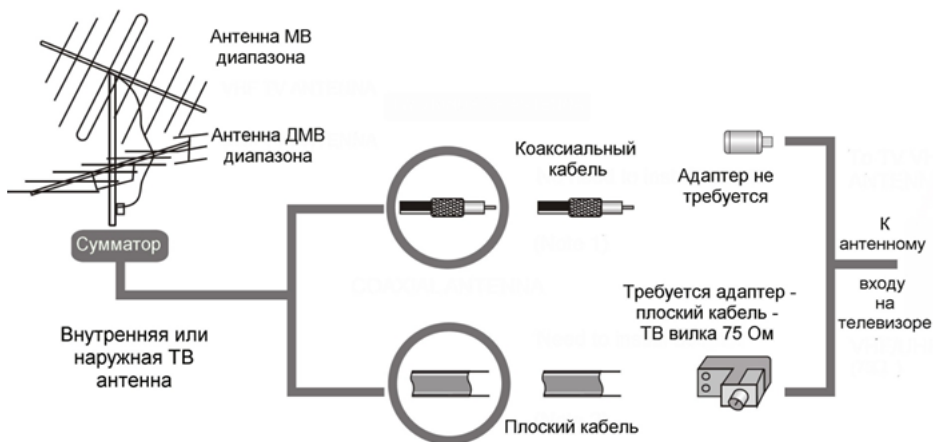 Антенна МВ
диапазона
Антенна ДМВ
диапазона
Сумматор
Внутренняя или
наружная ТВ
антенна
Коаксиальный
кабель
Адаптер не
требуется
К
антенному
входу
на
телевизоре
Требуется адаптер -
плоский кабель -
ТВ вилка 75 Ом
Плоский кабель